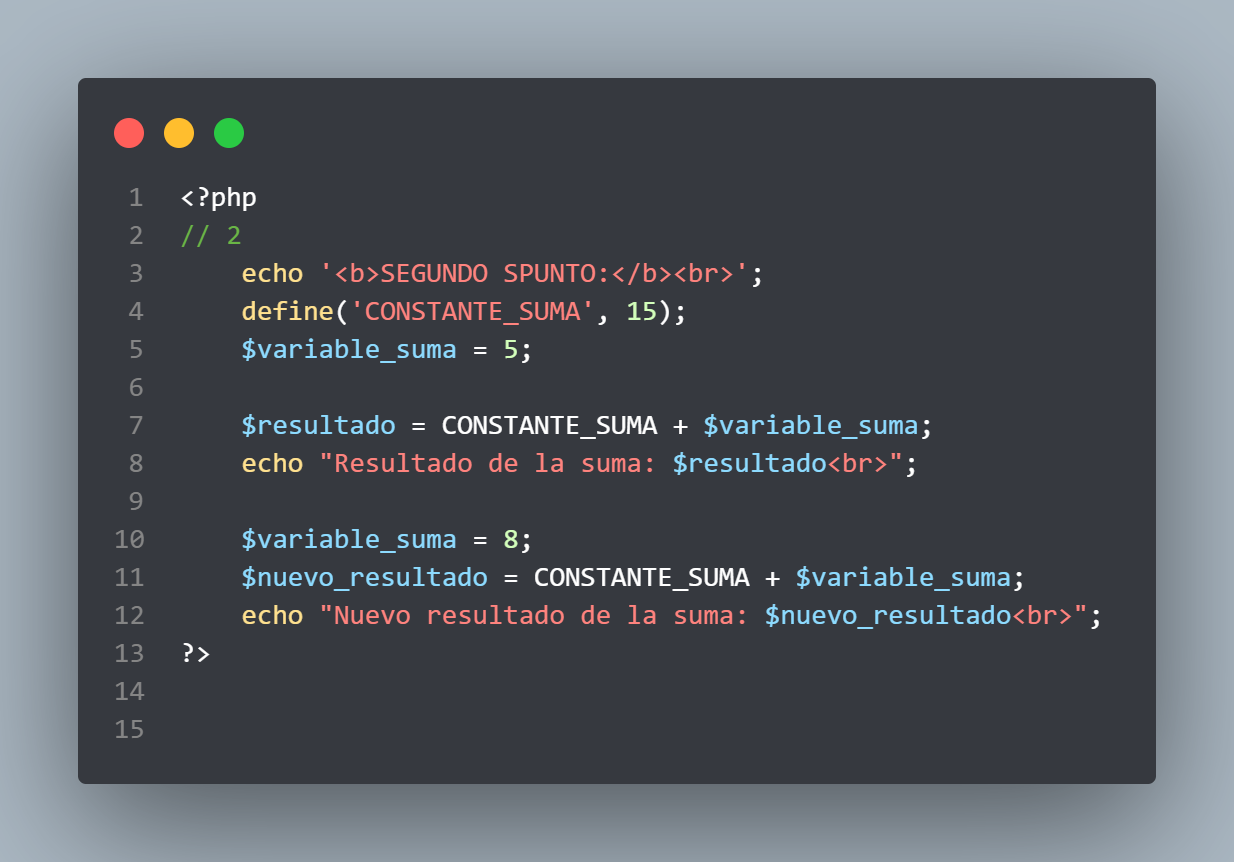 1 <?php
2 // 2
3     echo '<b>SEGUNDO SPUNTO:</b><br>';
4     define('CONSTANTE_SUMA', 15);
5     $variable_suma = 5;
6
7     $resultado = CONSTANTE_SUMA + $variable_suma;
8     echo "Resultado de la suma: $resultado<br>";
9
10     $variable_suma = 8;
11     $nuevo_resultado = CONSTANTE_SUMA + $variable_suma;
12     echo "Nuevo resultado de la suma: $nuevo_resultado<br>";
13 ?>
14
15